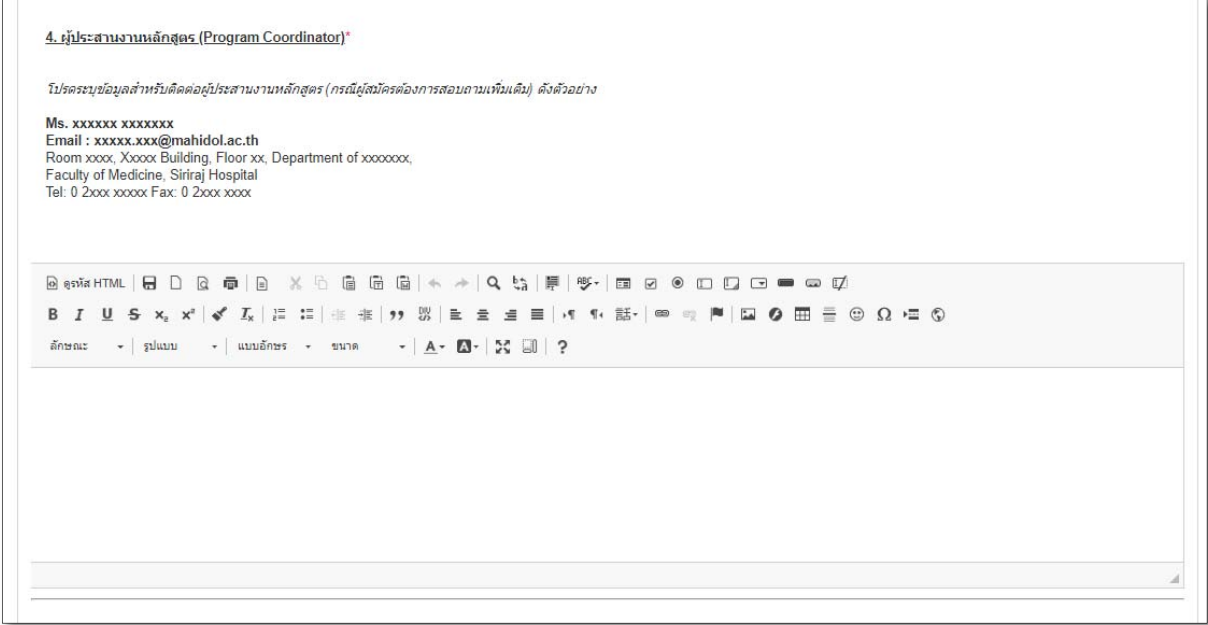 4. ผู้ประสานงานหลักสูตร (Program Coordinator)*
โปรดระบุข้อมูลสำหรับติดต่อผู้ประสานงานหลักสูตร (กรณีผู้สมัครต้องการสอบถามเพิ่มเติม) ดังตัวอย่าง
Ms. xxxxxx xxxxxxx
Email : xxxxx.xxx@mahidol.ac.th
Room xxxx, Xxxxx Building, Floor xx, Department of xxxxxxx,
Faculty of Medicine, Siriraj Hospital
Tel: 0 2xxx xxxxx Fax: 0 2xxx xxxx
ดูรหัส HTML
ลักษณะ รูปแบบ แบบอักษร ขนาด